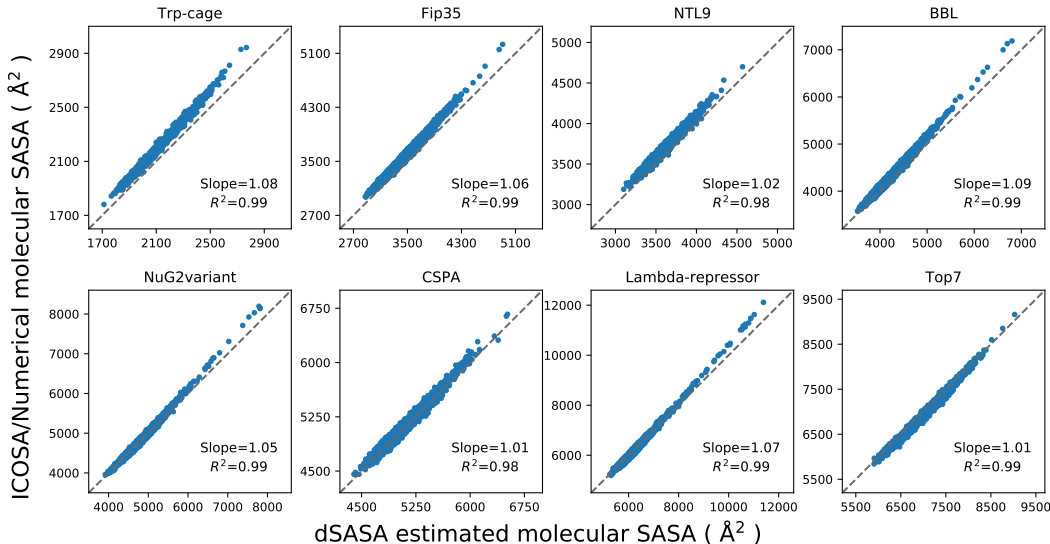 Trp-cage
Fip35
NTL9
BBL
ICOSA/Numerical molecular SASA ( Å² )
2900
2500
2100
1700
Slope=1.08
R²=0.99
1700 2100 2500 2900
5100
4300
3500
2700
Slope=1.06
R²=0.99
2700 3500 4300 5100
5000
4500
4000
3500
3000
Slope=1.02
R²=0.98
3000 3500 4000 4500 5000
7000
6000
5000
4000
Slope=1.09
R²=0.99
4000 5000 6000 7000
NuG2variant
CSPA
Lambda-repressor
Top7
8000
7000
6000
5000
4000
Slope=1.05
R²=0.99
4000 5000 6000 7000 8000
6750
6000
5250
4500
Slope=1.01
R²=0.98
4500 5250 6000 6750
12000
10000
8000
6000
Slope=1.07
R²=0.99
6000 8000 10000 12000
9500
8500
7500
6500
5500
Slope=1.01
R²=0.99
5500 6500 7500 8500 9500
dSASA estimated molecular SASA ( Å² )